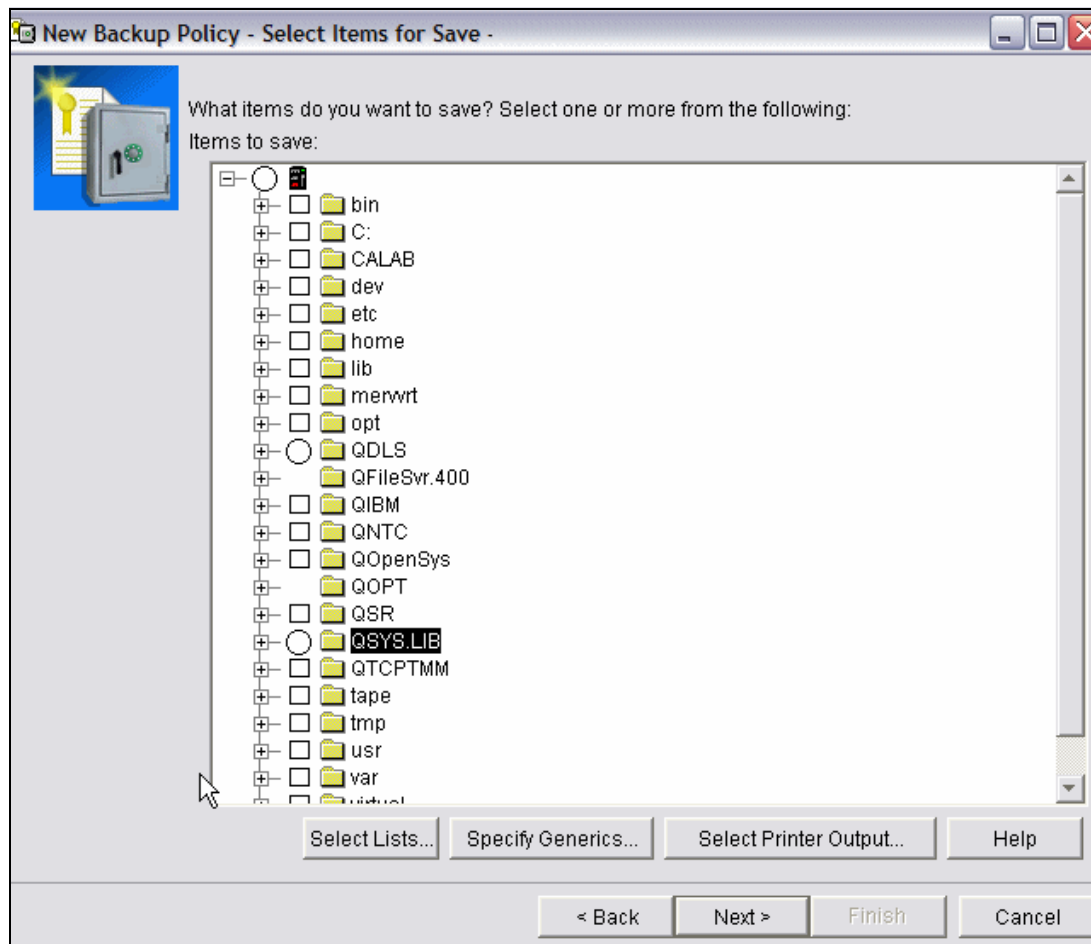 New Backup Policy - Select Items for Save -
What items do you want to save? Select one or more from the following:
Items to save:
bin
C:
CALAB
dev
etc
home
lib
merwrt
opt
QDLS
QFileSvr.400
QIBM
QNTC
QOpenSys
QOPT
QSR
QSYS.LIB
QTCPTMM
tape
tmp
usr
var
Select Lists... Specify Generics... Select Printer Output... Help
< Back Next > Finish Cancel